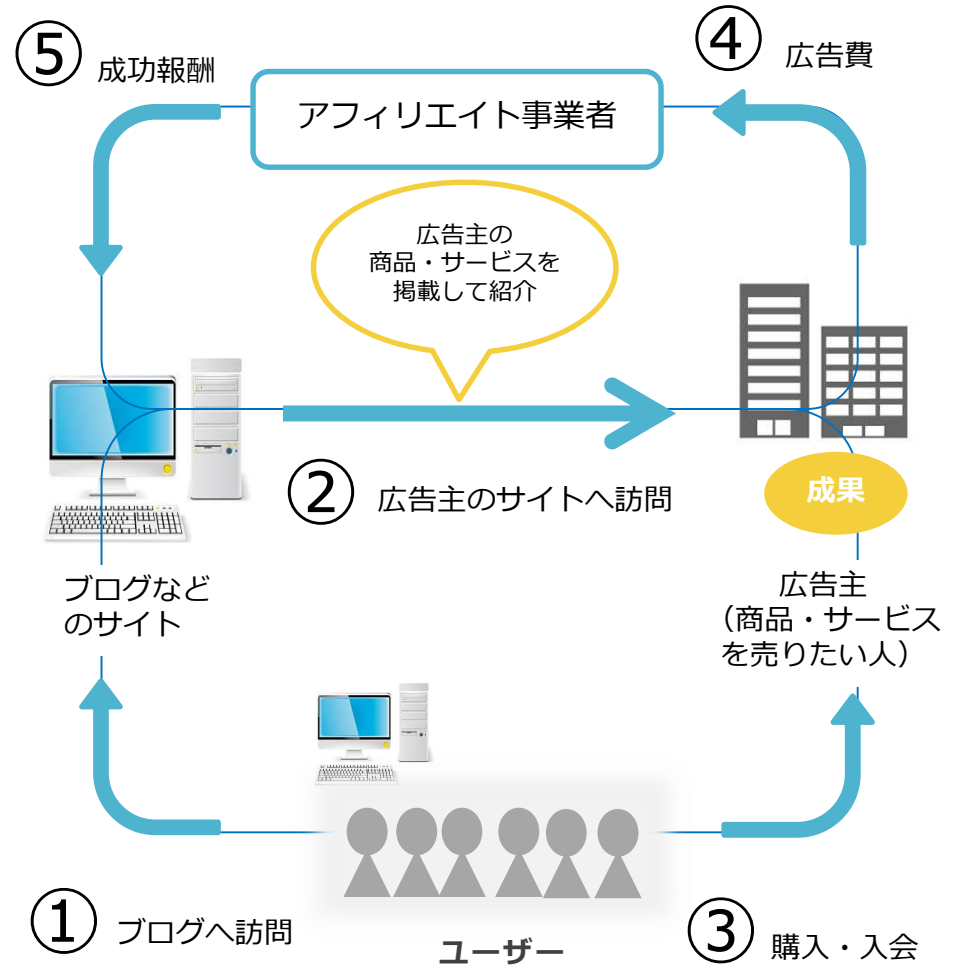 ⑤ 成功報酬
④ 広告費
アフィリエイト事業者
広告主の
商品・サービスを
掲載して紹介
② 広告主のサイトへ訪問
成果
ブログなど
のサイト
広告主
（商品・サービス
を売りたい人）
① ブログへ訪問
ユーザー
③ 購入・入会